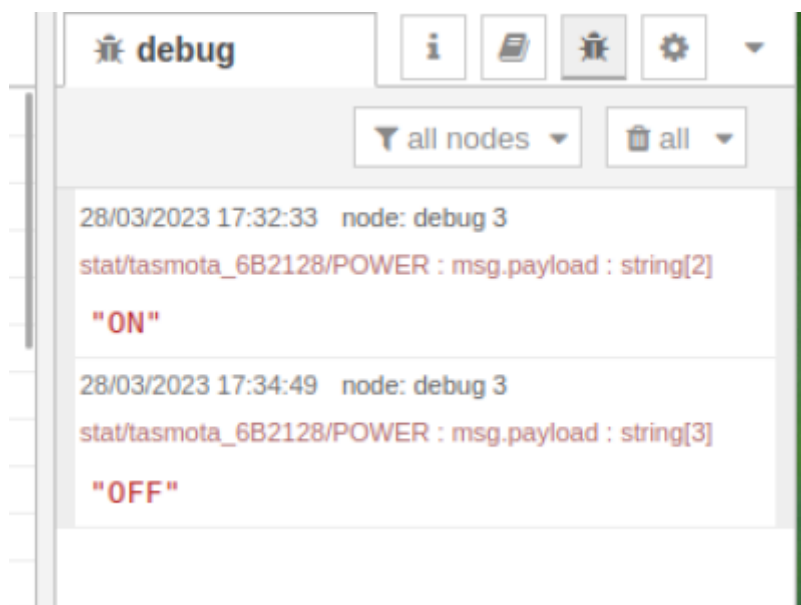 debug
i
all nodes
all
28/03/2023 17:32:33 node: debug 3
stat/tasmota_6B2128/POWER : msg.payload : string[2]
"ON"
28/03/2023 17:34:49 node: debug 3
stat/tasmota_6B2128/POWER : msg.payload : string[3]
"OFF"